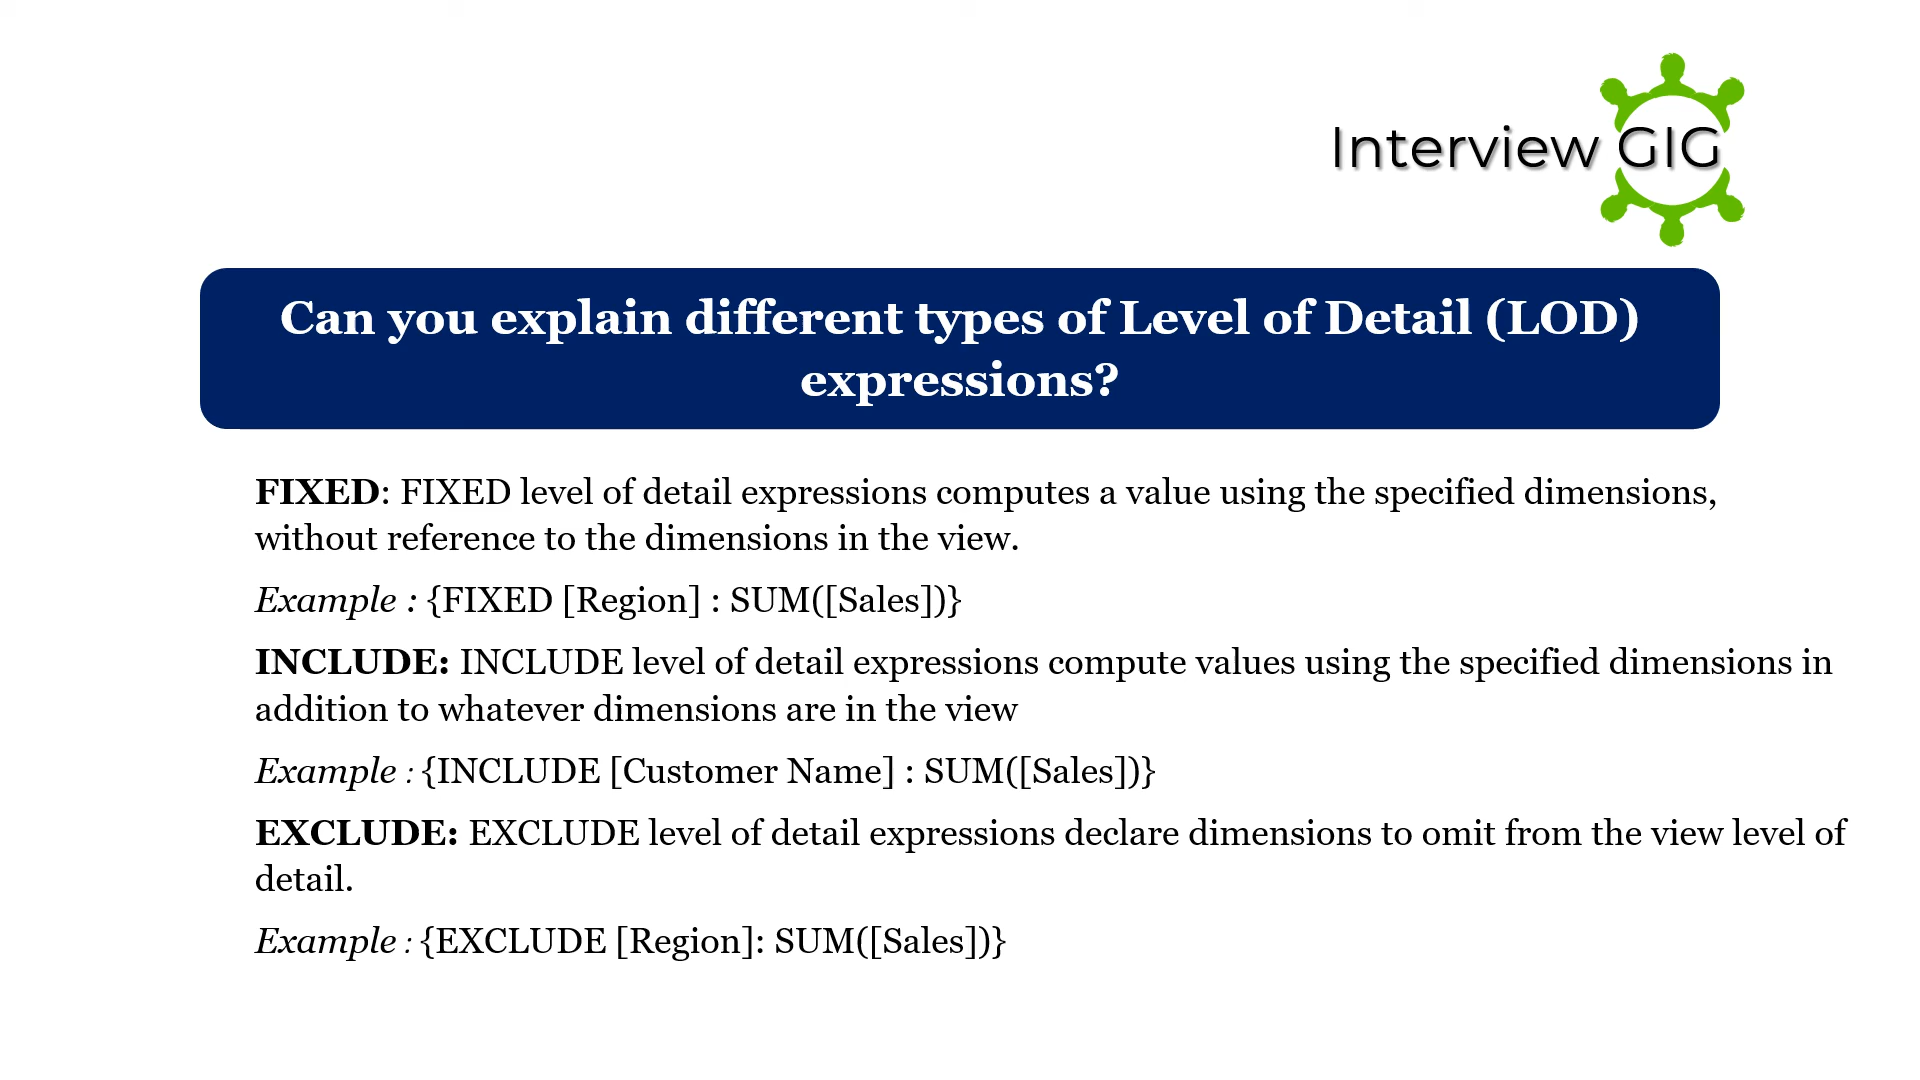 Interview GIG
Can you explain different types of Level of Detail (LOD)
expressions?
FIXED: FIXED level of detail expressions computes a value using the specified dimensions,
without reference to the dimensions in the view.
Example : {FIXED [Region] : SUM([Sales])}
INCLUDE: INCLUDE level of detail expressions compute values using the specified dimensions in
addition to whatever dimensions are in the view
Example : {INCLUDE [Customer Name] : SUM([Sales])}
EXCLUDE: EXCLUDE level of detail expressions declare dimensions to omit from the view level of
detail.
Example : {EXCLUDE [Region]: SUM([Sales])}